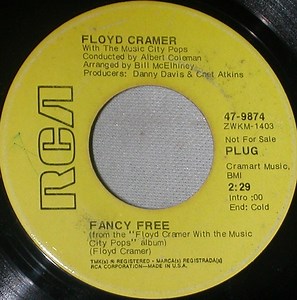 FLOYD CRAMER
With The Music City Pops
Conducted by Albert Coleman
Arranged by Bill McElhiney
Producers: Danny Davis & Chet Atkins
RCA
47-9874
ZWKM-1403
Not For Sale
PLUG
Cramart Music,
BMI
2:29
Intro :00
End: Cold
FANCY FREE
(from the "Floyd Cramer With the Music
City Pops" album)
(Floyd Cramer)
TMK(s) ® REGISTERED • MARCA(s) REGISTRADA(s)
RCA CORPORATION—MADE IN U.S.A.